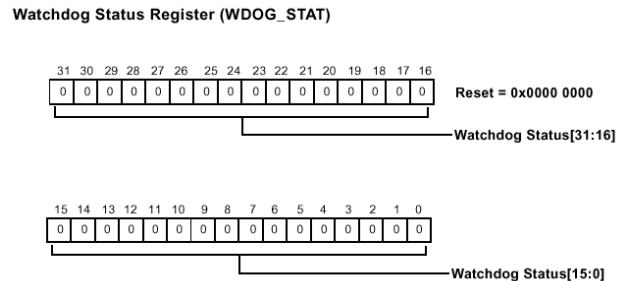 Watchdog Status Register (WDOG_STAT)
31 30 29 28 27 26 25 24 23 22 21 20 19 18 17 16
0 0 0 0 0 0 0 0 0 0 0 0 0 0 0 0 Reset = 0x0000 0000
Watchdog Status[31:16]
15 14 13 12 11 10 9 8 7 6 5 4 3 2 1 0
0 0 0 0 0 0 0 0 0 0 0 0 0 0 0 0
Watchdog Status[15:0]